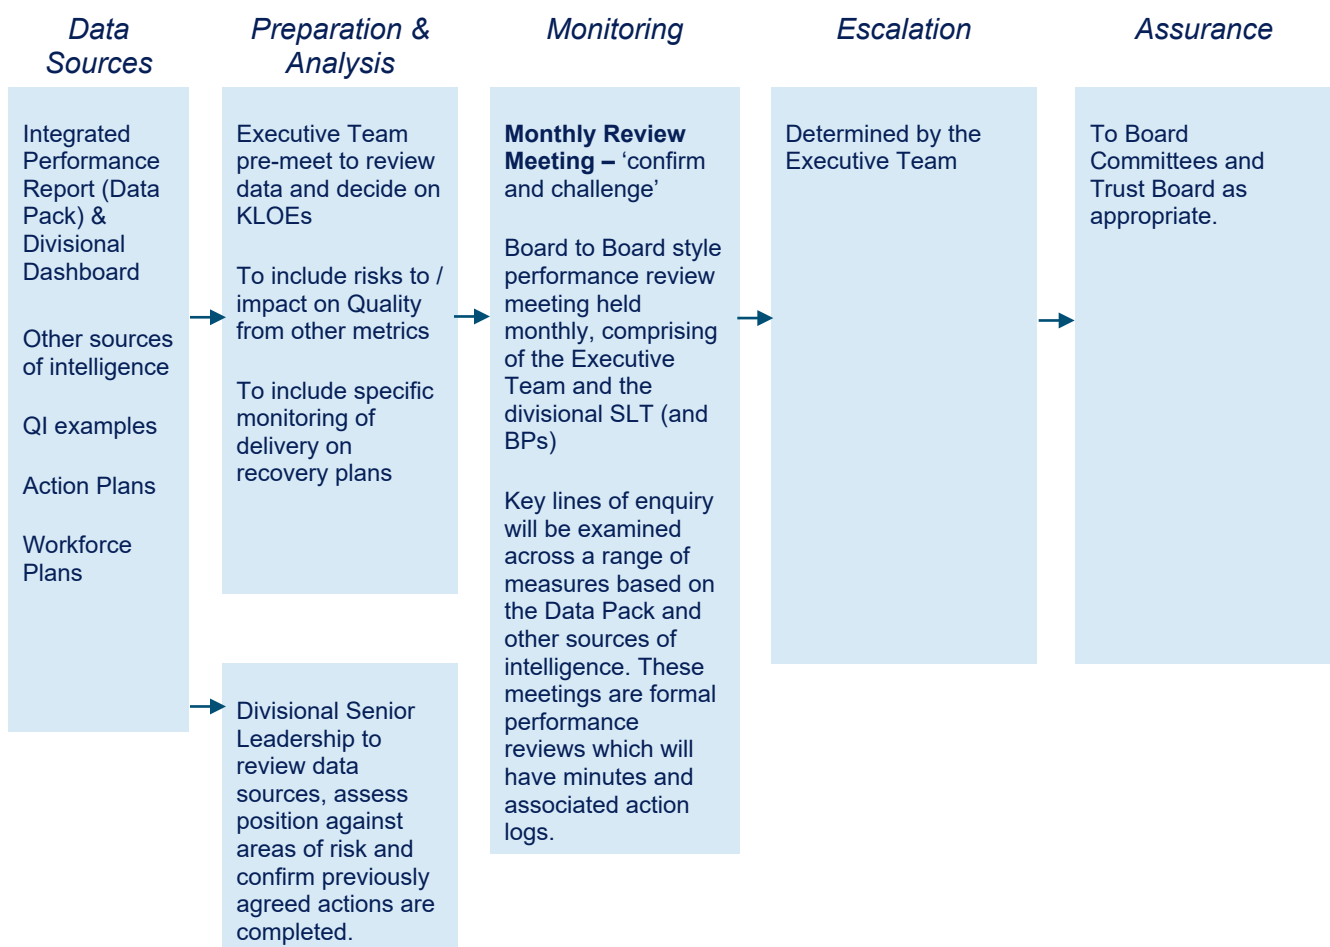 Data
Sources
Preparation &
Analysis
Monitoring
Escalation
Assurance
Integrated
Performance
Report (Data
Pack) &
Divisional
Dashboard
Other sources
of intelligence
QI examples
Action Plans
Workforce
Plans
Executive Team
pre-meet to review
data and decide on
KLOEs
To include risks to /
impact on Quality
from other metrics
To include specific
monitoring of
delivery on
recovery plans
Divisional Senior
Leadership to
review data
sources, assess
position against
areas of risk and
confirm previously
agreed actions are
completed.
Monthly Review
Meeting – ‘confirm
and challenge’
Board to Board style
performance review
meeting held
monthly, comprising
of the Executive
Team and the
divisional SLT (and
BPs)
Key lines of enquiry
will be examined
across a range of
measures based on
the Data Pack and
other sources of
intelligence. These
meetings are formal
performance
reviews which will
have minutes and
associated action
logs.
Determined by the
Executive Team
To Board
Committees and
Trust Board as
appropriate.